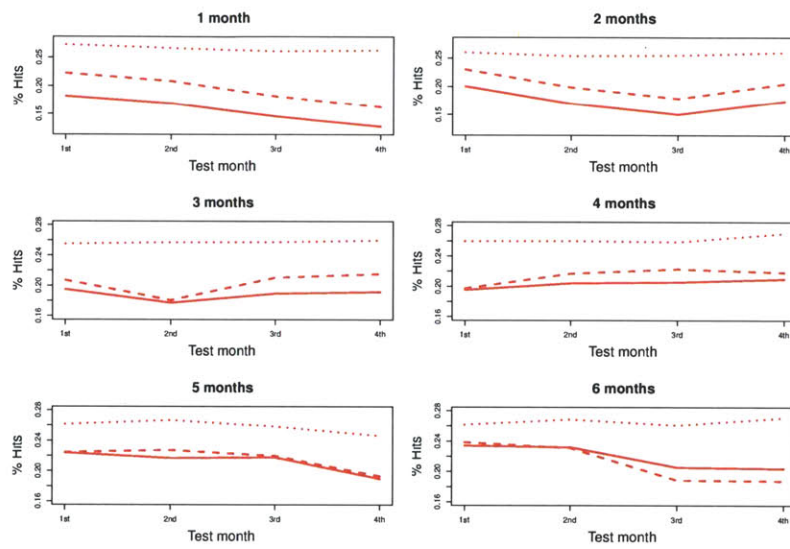 1 month
% Hits
0.15 0.20 0.25
1st 2nd 3rd 4th
Test month
2 months
% Hits
0.15 0.20 0.25
1st 2nd 3rd 4th
Test month
3 months
% Hits
0.16 0.20 0.24 0.28
1st 2nd 3rd 4th
Test month
4 months
% Hits
0.16 0.20 0.24 0.28
1st 2nd 3rd 4th
Test month
5 months
% Hits
0.16 0.20 0.24 0.28
1st 2nd 3rd 4th
Test month
6 months
% Hits
0.16 0.20 0.24 0.28
1st 2nd 3rd 4th
Test month